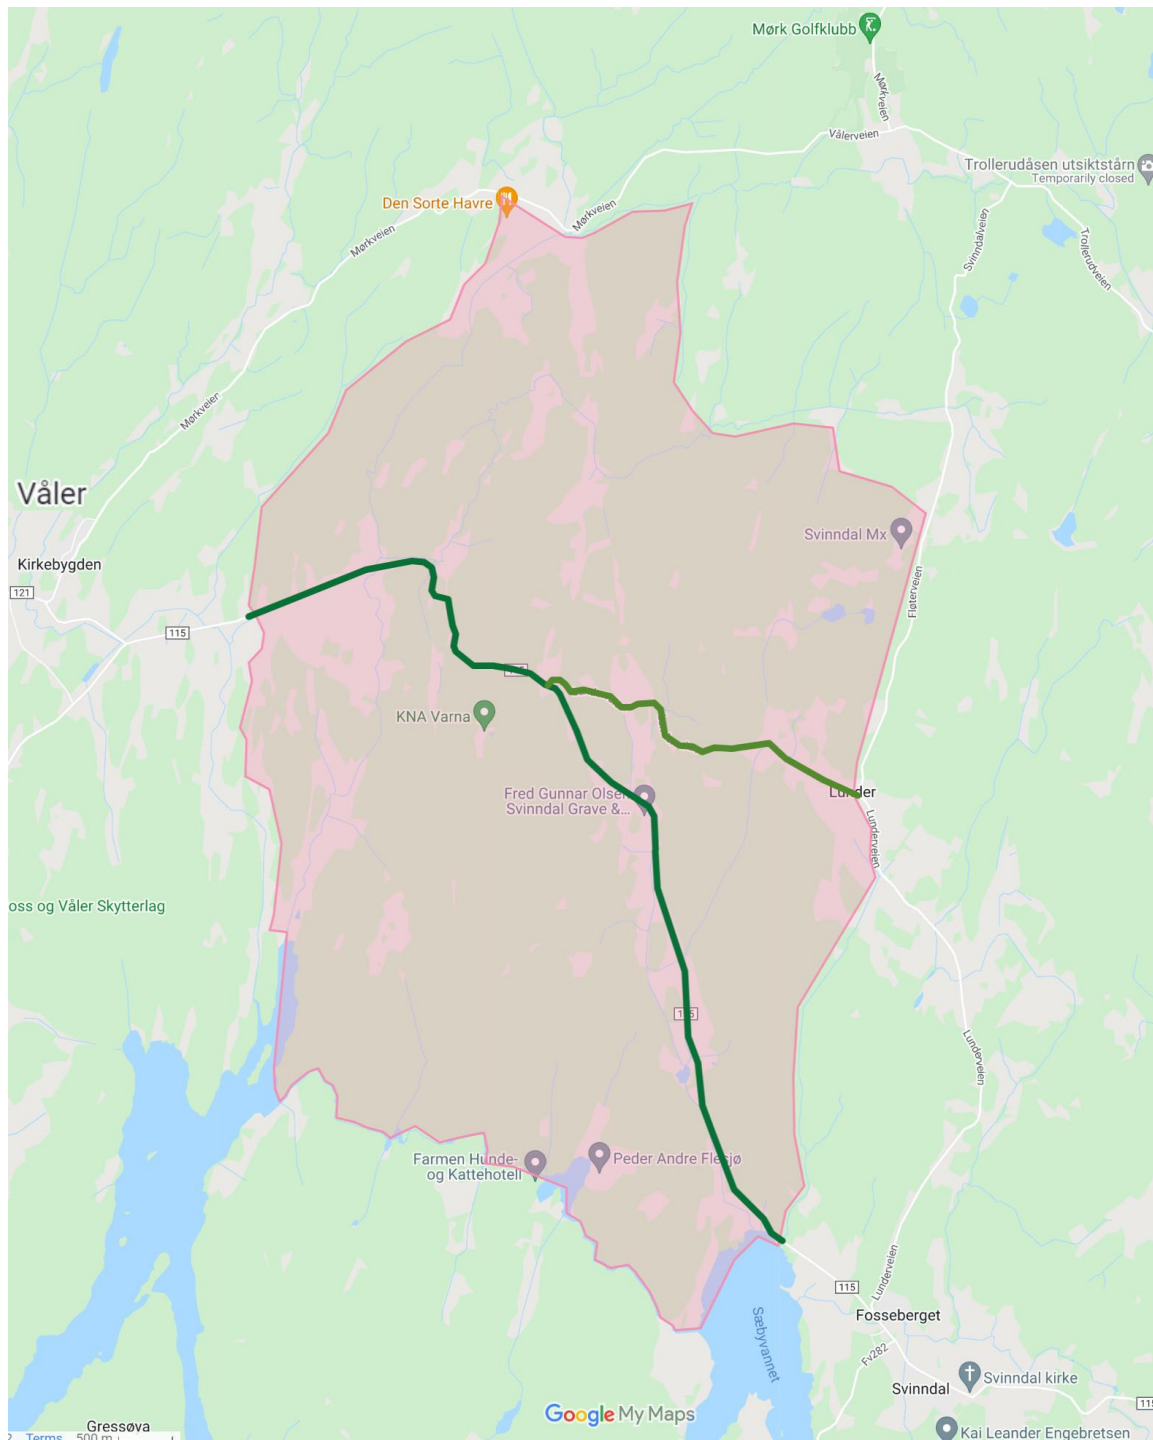 Mørk Golfklubb
Mørkveien
Vålerveien
Trollerudåsen utsiktstårn
Temporarily closed
Den Sorte Havre
Mørkveien
Mørkveien
Svinndalveien
Trollerudveien
Mørkveien
Våler
Svinndal Mx
Kirkebygden
121
Fløterveien
115
KNA Varna
Fred Gunnar Olsen
Svinndal Grave &...
Lunder
Lunderveien
oss og Våler Skytterlag
Lunderveien
Farmen Hunde-
og Kattehotell
Peder Andre Flesjø
Lunderveien
115
Fosseberget
Sæbyvannet
Fv282
Svinndal kirke
Svinndal
115
Google My Maps
Gressøva
Kai Leander Engebretsen
Terms
500 m